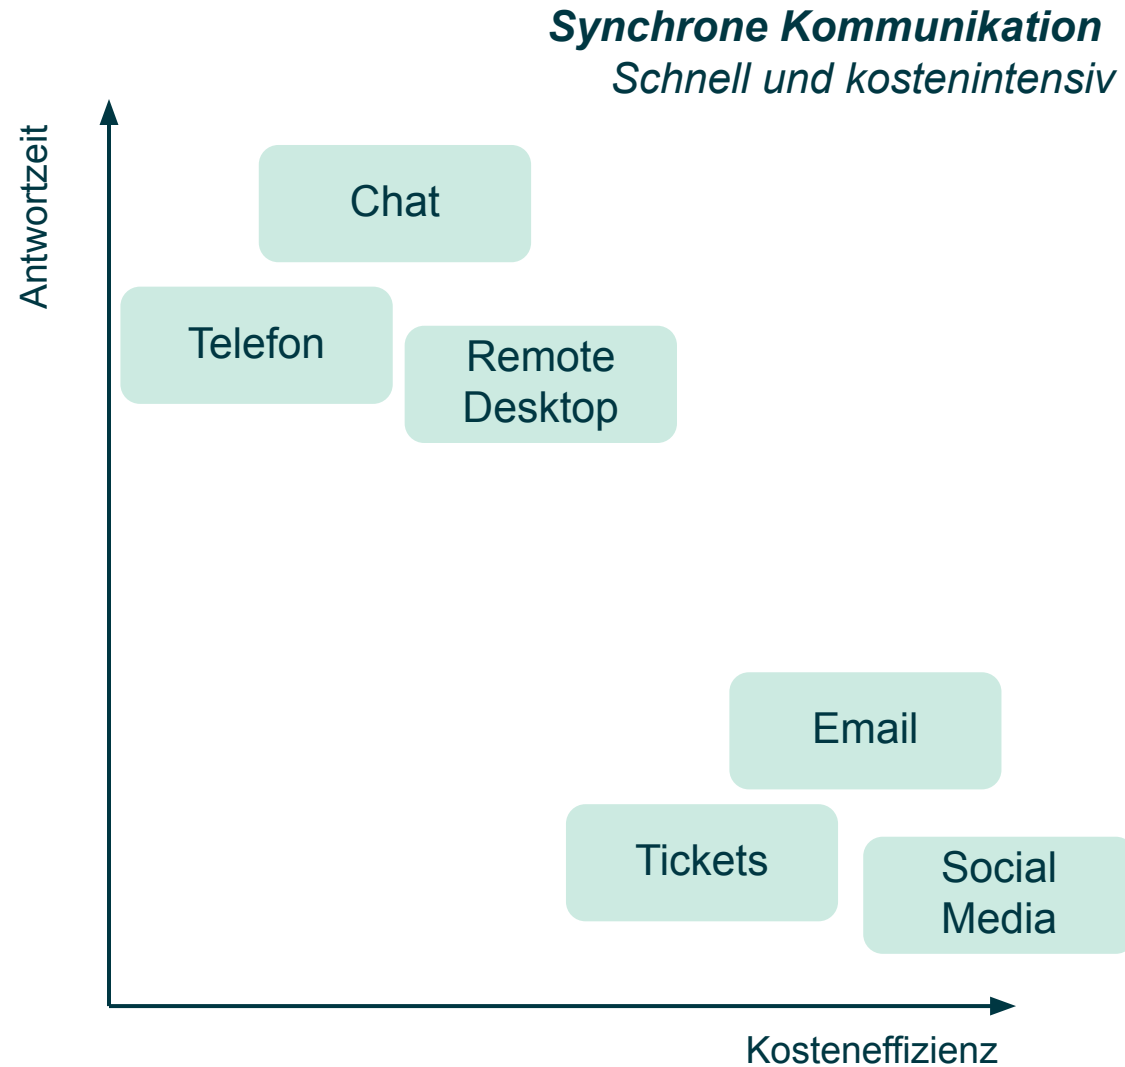 Synchrone Kommunikation
Schnell und kostenintensiv
Antwortzeit
Chat
Telefon
Remote
Desktop
Email
Tickets
Social
Media
Kosteneffizienz